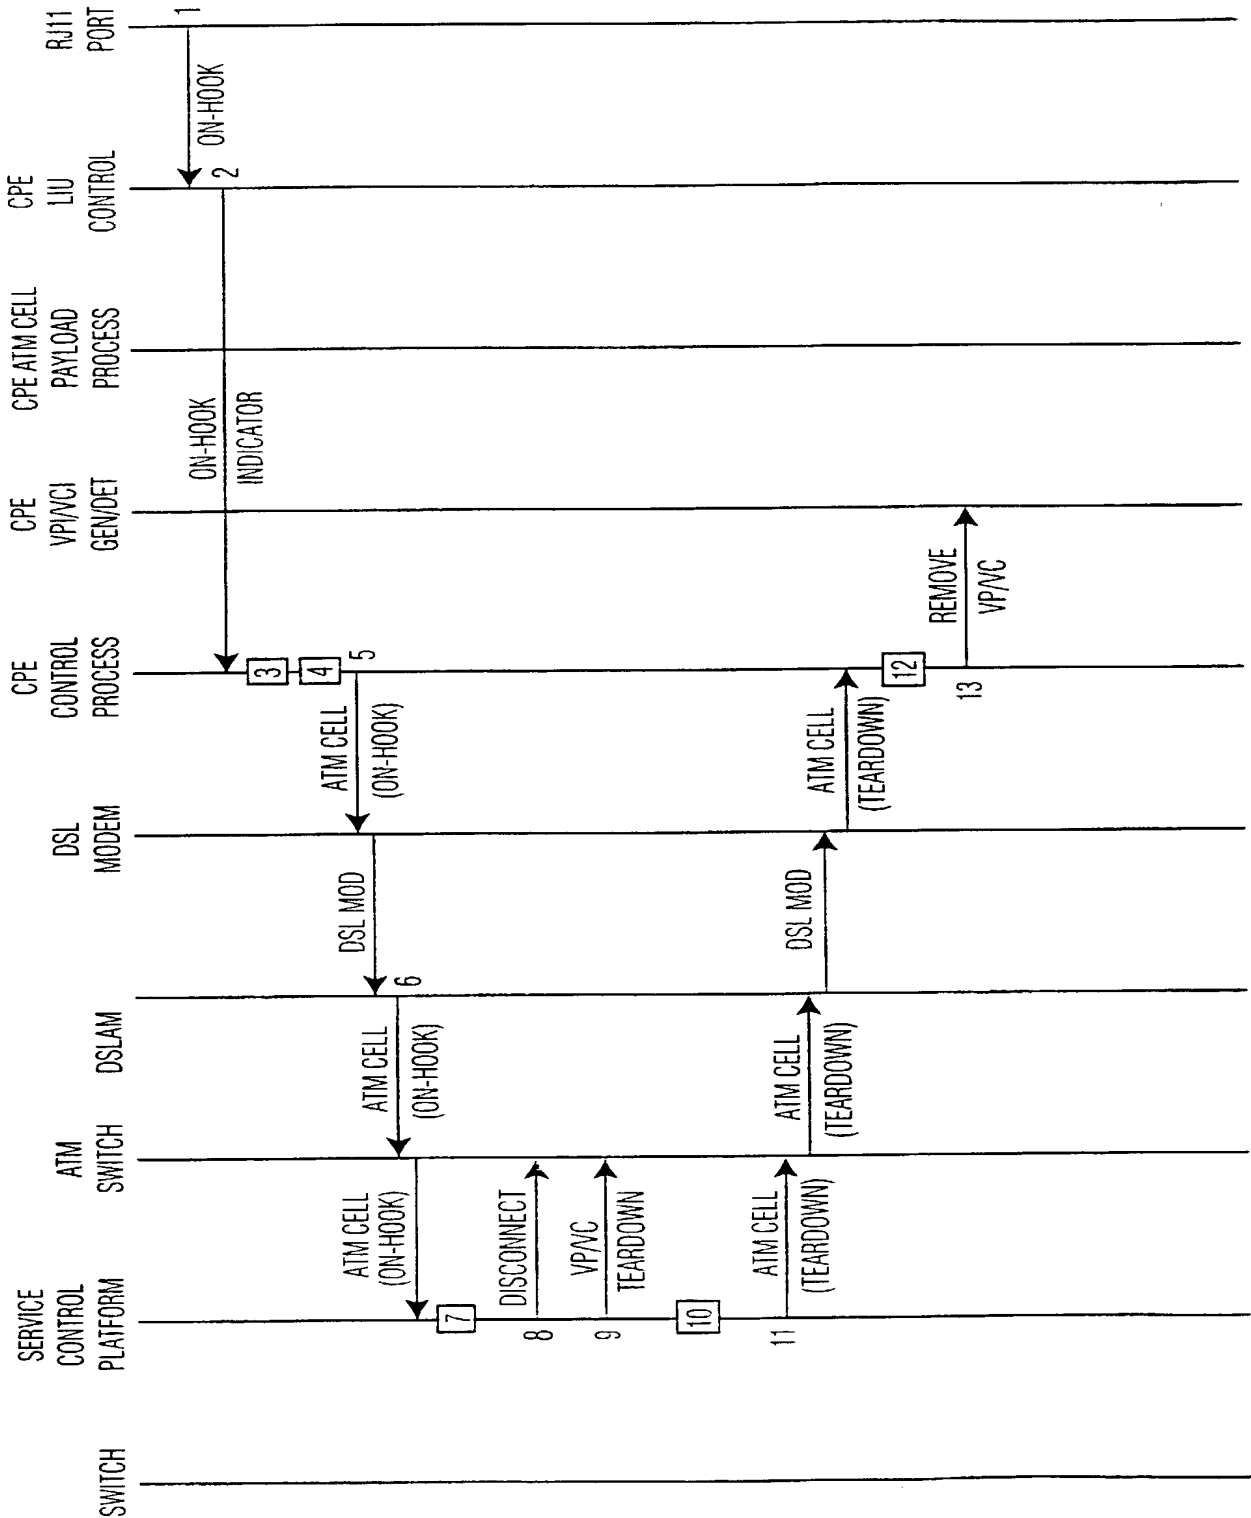 SWITCH
SERVICE
CONTROL
PLATFORM
ATM
SWITCH
DSLAM
DSL
MODEM
CPE
CONTROL
PROCESS
CPE
VPI/VCI
GEN/DET
CPE ATM CELL
PAYLOAD
PROCESS
CPE
LIU
CONTROL
RJ11
PORT
1
ON-HOOK
2
ON-HOOK
INDICATOR
3
4
5
ATM CELL
(ON-HOOK)
DSL MOD
6
ATM CELL
(ON-HOOK)
ATM CELL
(ON-HOOK)
7
DISCONNECT
8
VP/VC
TEARDOWN
9
10
ATM CELL
(TEARDOWN)
11
ATM CELL
(TEARDOWN)
DSL MOD
ATM CELL
(TEARDOWN)
12
REMOVE
VP/VC
13